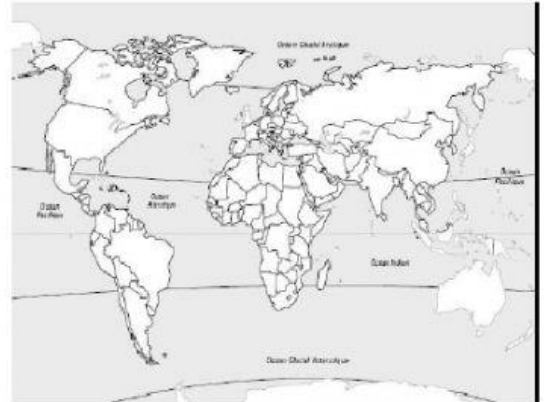 Océan Glacial Arctique
Océan
Pacifique
Océan
Atlantique
Océan
Pacifique
Océan Indien
Océan Glacial Antarctique